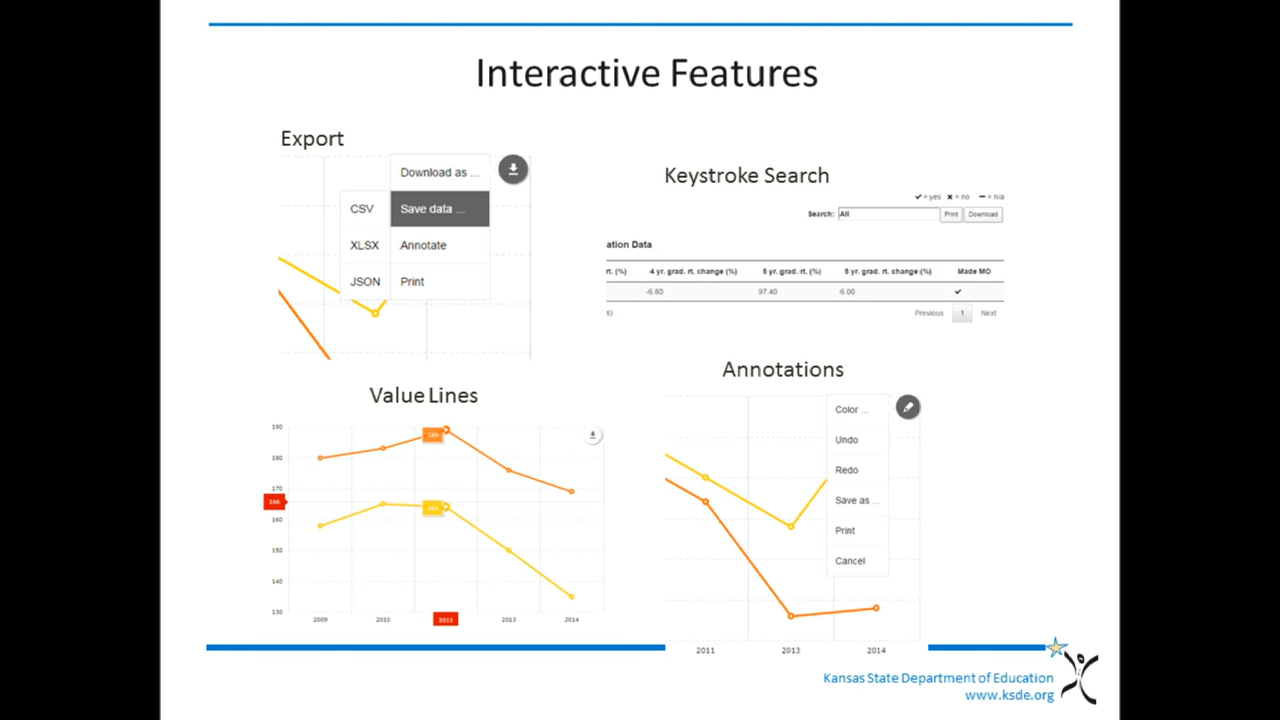 Interactive Features
Export
Download as ...
CSV
Save data ...
XLSX
Annotate
JSON
Print
Keystroke Search
✔ = yes ✖ = no ━ = n/a
Search: All Print Download
ation Data
rt. (%) 4 yr. grad. rt. change (%) 5 yr. grad. rt. (%) 5 yr. grad. rt. change (%) Made MO
-6.80 97.40 6.00 ✔
s) Previous 1 Next
Value Lines
190
180
170
160
150
140
130
189
166
164
2009 2010 2011 2013 2014
Annotations
Color ...
Undo
Redo
Save as ...
Print
Cancel
2011 2013 2014
Kansas State Department of Education
www.ksde.org